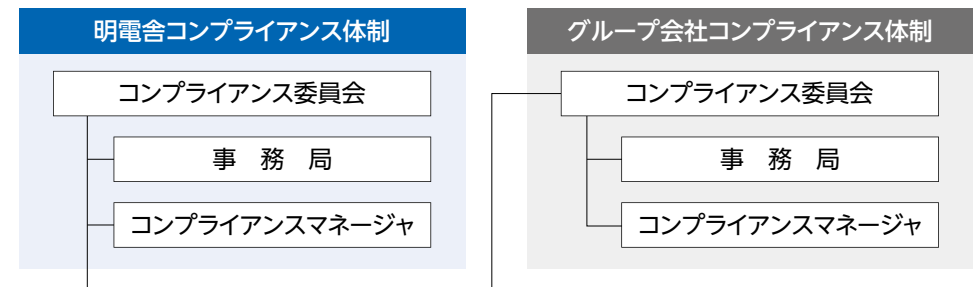 明電舎コンプライアンス体制
コンプライアンス委員会
事　務　局
コンプライアンスマネージャ
グループ会社コンプライアンス体制
コンプライアンス委員会
事　務　局
コンプライアンスマネージャ